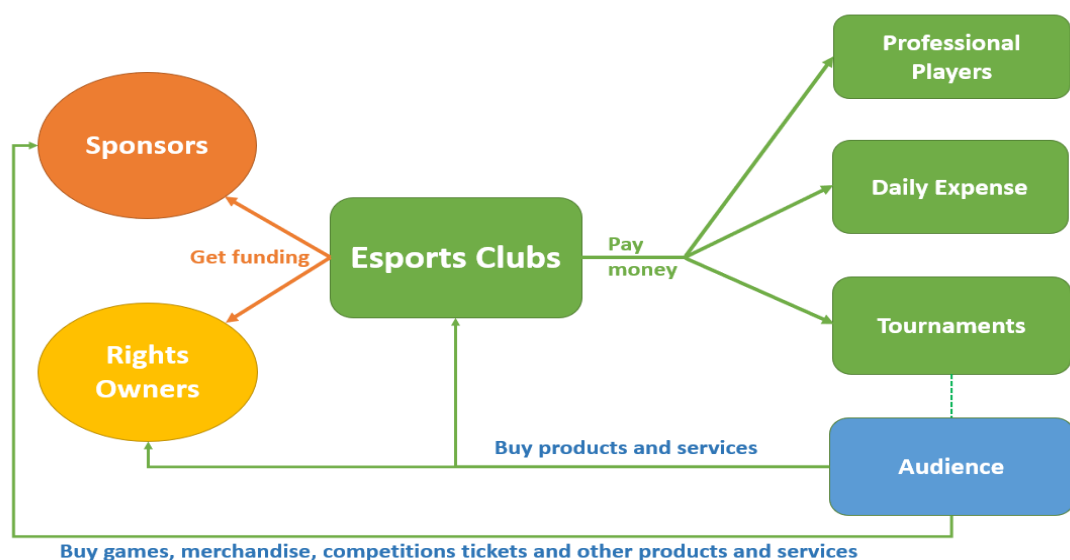 Professional
Players
Sponsors
Daily Expense
Esports Clubs
Pay
money
Get funding
Tournaments
Rights
Owners
Buy products and services
Audience
Buy games, merchandise, competitions tickets and other products and services